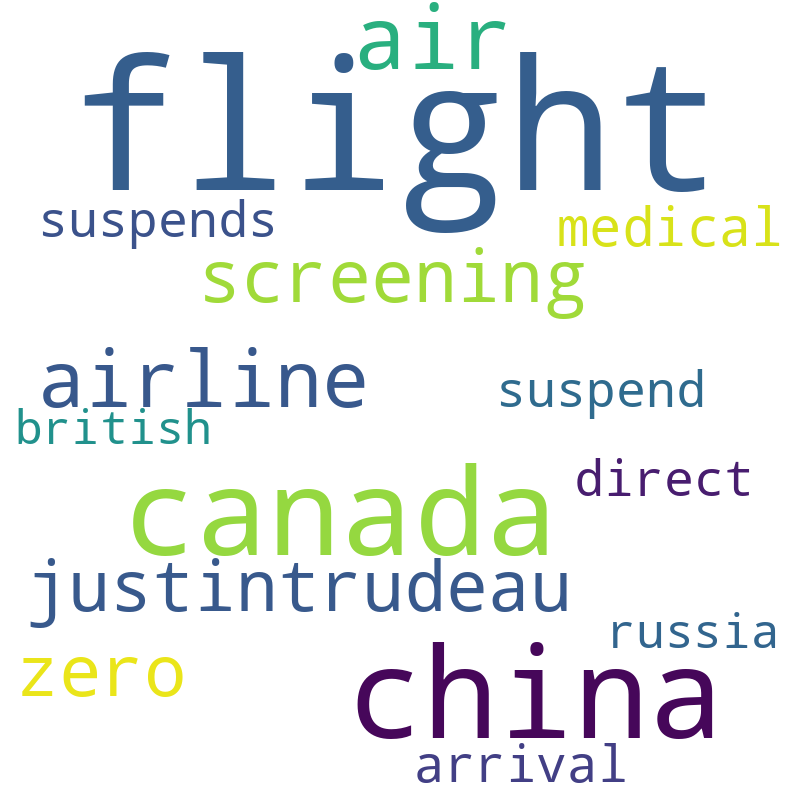 air
flight
suspends
medical
screening
airline
suspend
british
direct
canada
justintrudeau
russia
zero
china
arrival